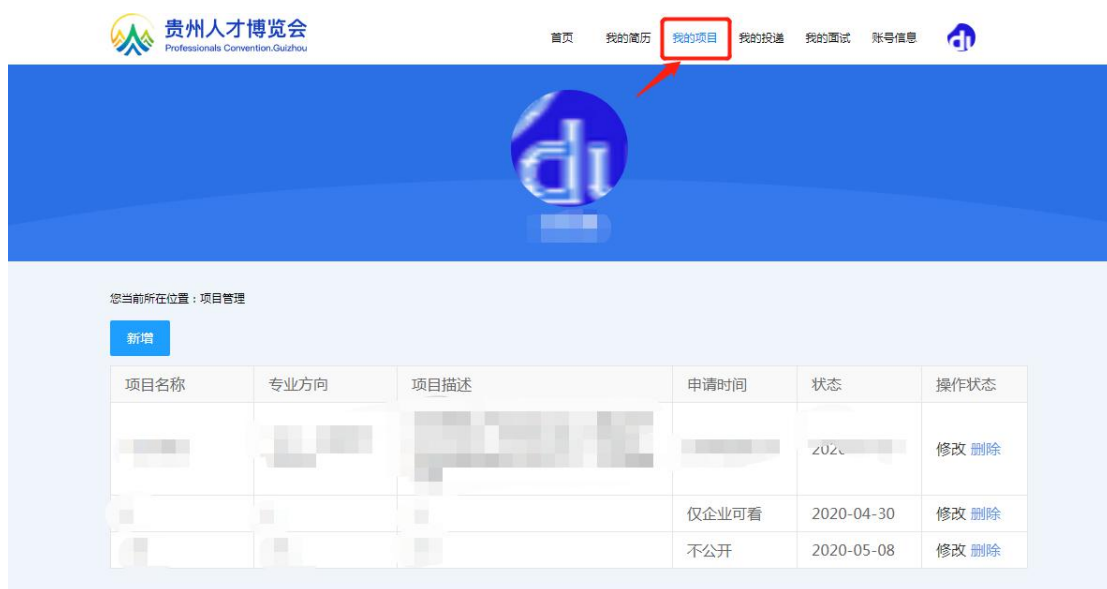 贵州人才博览会
Professionals Convention.Guizhou
首页 我的简历 我的项目 我的投递 我的面试 账号信息
您当前所在位置：项目管理
新增
项目名称 专业方向 项目描述 申请时间 状态 操作状态
修改 删除
仅企业可看 2020-04-30 修改 删除
不公开 2020-05-08 修改 删除